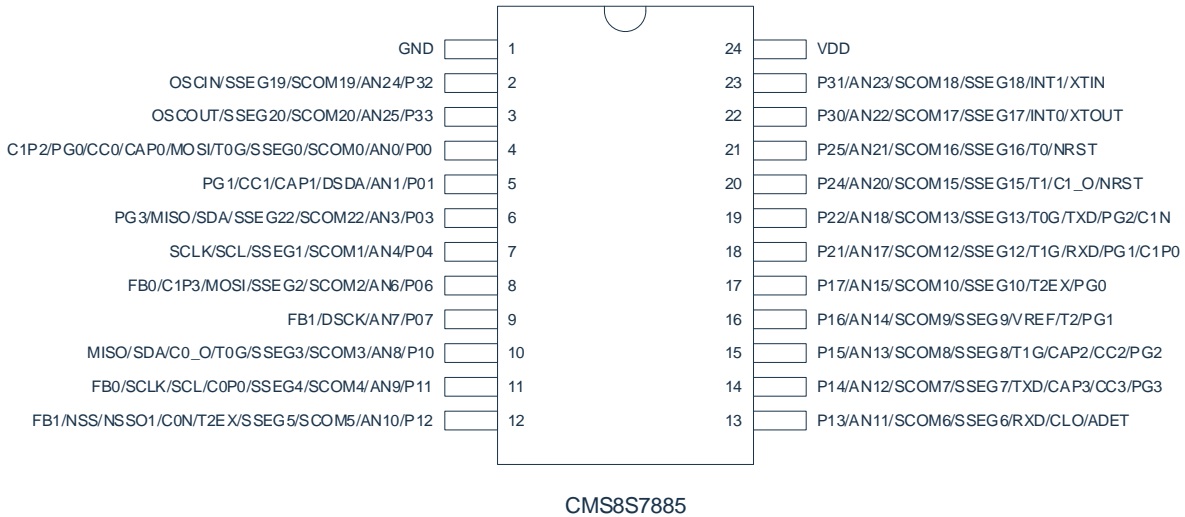 GND 1 24 VDD
OSCIN/SSEG19/SCOM19/AN24/P32 2 23 P31/AN23/SCOM18/SSEG18/INT1/XTIN
OSCOUT/SSEG20/SCOM20/AN25/P33 3 22 P30/AN22/SCOM17/SSEG17/INT0/XTOUT
C1P2/PG0/CC0/CAP0/MOSI/T0G/SSEG0/SCOM0/AN0/P00 4 21 P25/AN21/SCOM16/SSEG16/T0/NRST
PG1/CC1/CAP1/DSDA/AN1/P01 5 20 P24/AN20/SCOM15/SSEG15/T1/C1_O/NRST
PG3/MISO/SDA/SSEG22/SCOM22/AN3/P03 6 19 P22/AN18/SCOM13/SSEG13/T0G/TXD/PG2/C1N
SCLK/SCL/SSEG1/SCOM1/AN4/P04 7 18 P21/AN17/SCOM12/SSEG12/T1G/RXD/PG1/C1P0
FB0/C1P3/MOSI/SSEG2/SCOM2/AN6/P06 8 17 P17/AN15/SCOM10/SSEG10/T2EX/PG0
FB1/DSCK/AN7/P07 9 16 P16/AN14/SCOM9/SSEG9/VREF/T2/PG1
MISO/SDA/C0_O/T0G/SSEG3/SCOM3/AN8/P10 10 15 P15/AN13/SCOM8/SSEG8/T1G/CAP2/CC2/PG2
FB0/SCLK/SCL/C0P0/SSEG4/SCOM4/AN9/P11 11 14 P14/AN12/SCOM7/SSEG7/TXD/CAP3/CC3/PG3
FB1/NSS/NSSO1/C0N/T2EX/SSEG5/SCOM5/AN10/P12 12 13 P13/AN11/SCOM6/SSEG6/RXD/CLO/ADET
CMS8S7885